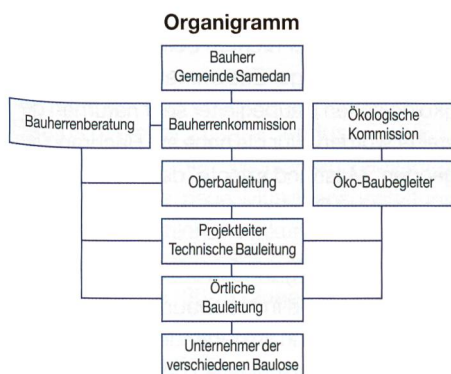 Organigramm
Bauherr
Gemeinde Samedan
Bauherrenberatung
Bauherrenkommission
Ökologische
Kommission
Oberbauleitung
Öko-Baubegleiter
Projektleiter
Technische Bauleitung
Örtliche
Bauleitung
Unternehmer der
verschiedenen Baulose